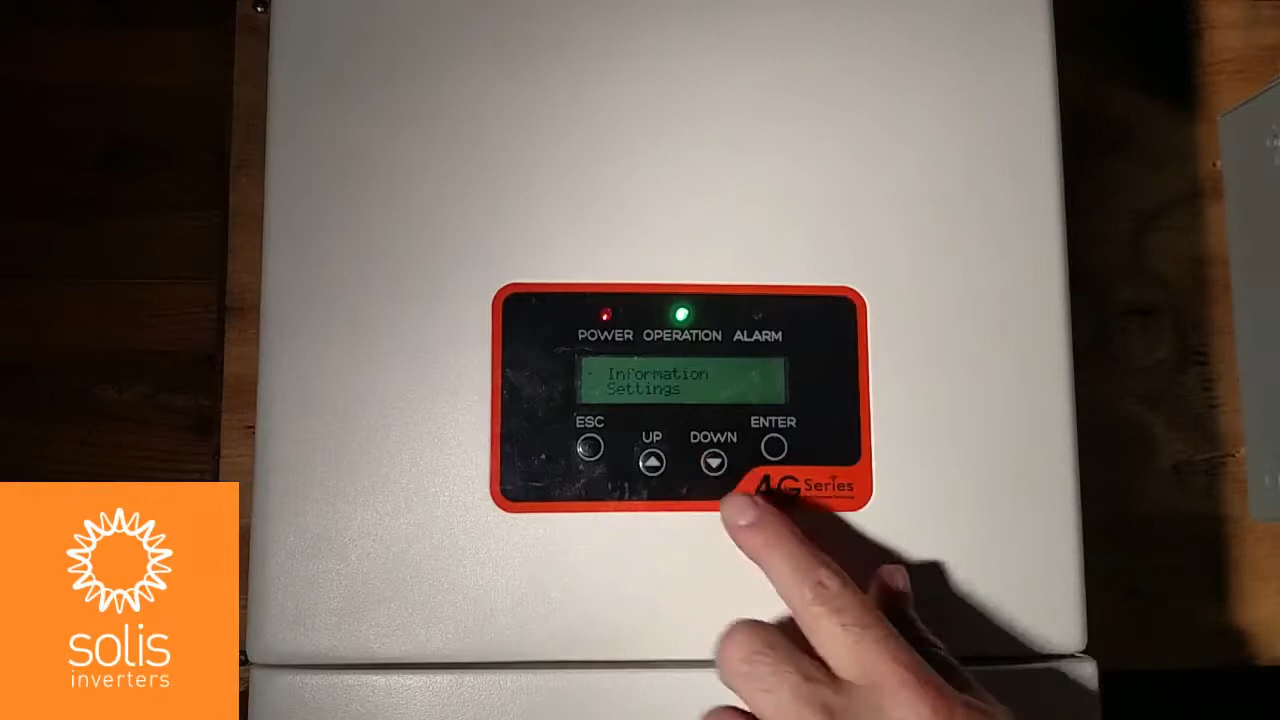 POWER OPERATION ALARM
Information
Settings
ESC UP DOWN ENTER
4G Series
solis
inverters